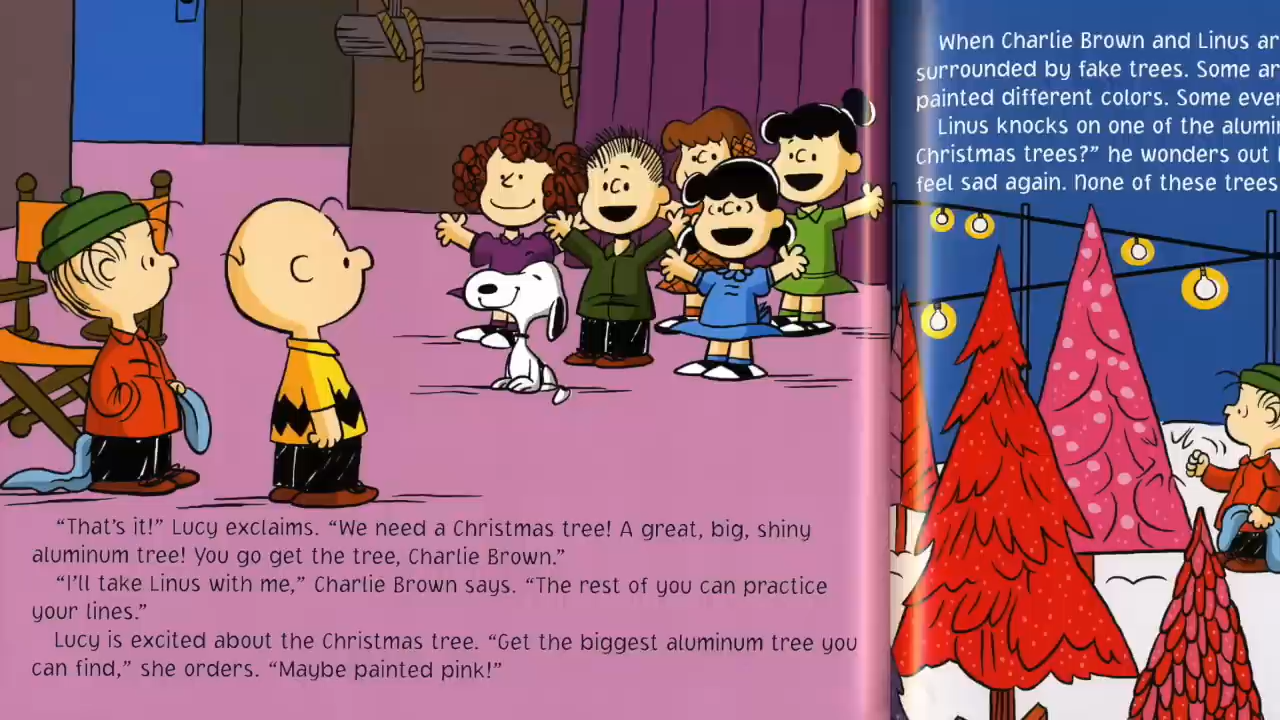 “That’s it!” Lucy exclaims. “We need a Christmas tree! A great, big, shiny
aluminum tree! You go get the tree, Charlie Brown.”
“I’ll take Linus with me,” Charlie Brown says. “The rest of you can practice
your lines.”
Lucy is excited about the Christmas tree. “Get the biggest aluminum tree you
can find,” she orders. “Maybe painted pink!”
When Charlie Brown and Linus
surrounded by fake trees. Some
painted different colors. Some
Linus knocks on one of the
Christmas trees?” he wonders out
feel sad again. None of these trees